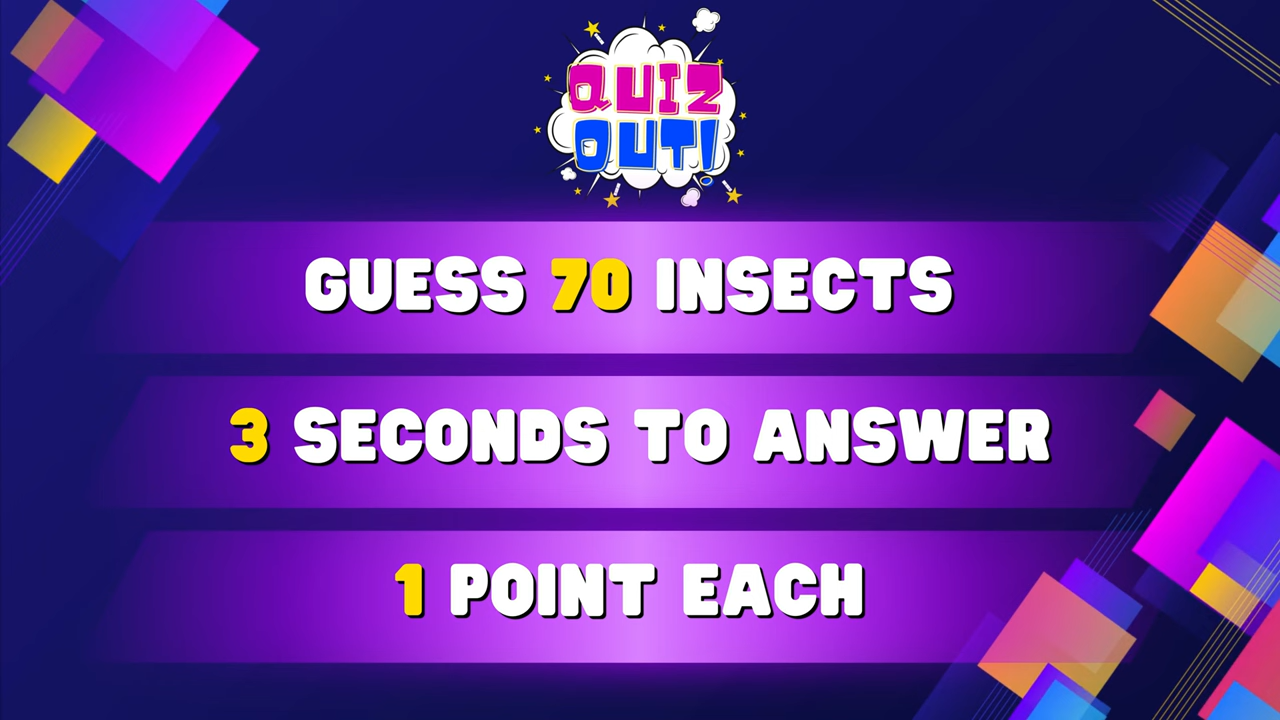 QUIZ
OUT!
GUESS 70 INSECTS
3 SECONDS TO ANSWER
1 POINT EACH